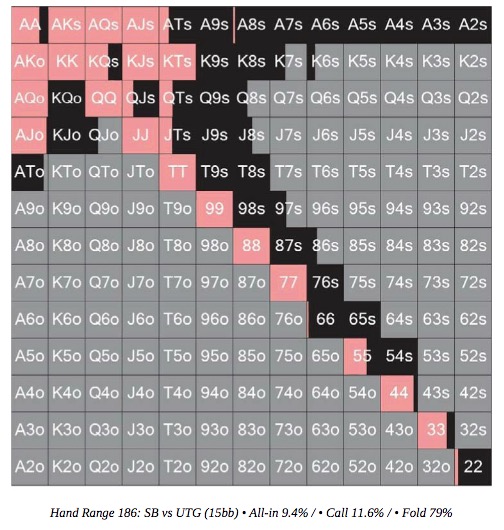 AA AKs AQs AJs ATs A9s A8s A7s A6s A5s A4s A3s A2s
AKo KK KQs KJs KTs K9s K8s K7s K6s K5s K4s K3s K2s
AQo KQo QQ QJs QTs Q9s Q8s Q7s Q6s Q5s Q4s Q3s Q2s
AJo KJo QJo JJ JTs J9s J8s J7s J6s J5s J4s J3s J2s
ATo KTo QTo JTo TT T9s T8s T7s T6s T5s T4s T3s T2s
A9o K9o Q9o J9o T9o 99 98s 97s 96s 95s 94s 93s 92s
A8o K8o Q8o J8o T8o 98o 88 87s 86s 85s 84s 83s 82s
A7o K7o Q7o J7o T7o 97o 87o 77 76s 75s 74s 73s 72s
A6o K6o Q6o J6o T6o 96o 86o 76o 66 65s 64s 63s 62s
A5o K5o Q5o J5o T5o 95o 85o 75o 65o 55 54s 53s 52s
A4o K4o Q4o J4o T4o 94o 84o 74o 64o 54o 44 43s 42s
A3o K3o Q3o J3o T3o 93o 83o 73o 63o 53o 43o 33 32s
A2o K2o Q2o J2o T2o 92o 82o 72o 62o 52o 42o 32o 22
Hand Range 186: SB vs UTG (15bb) • All-in 9.4% / • Call 11.6% / • Fold 79%